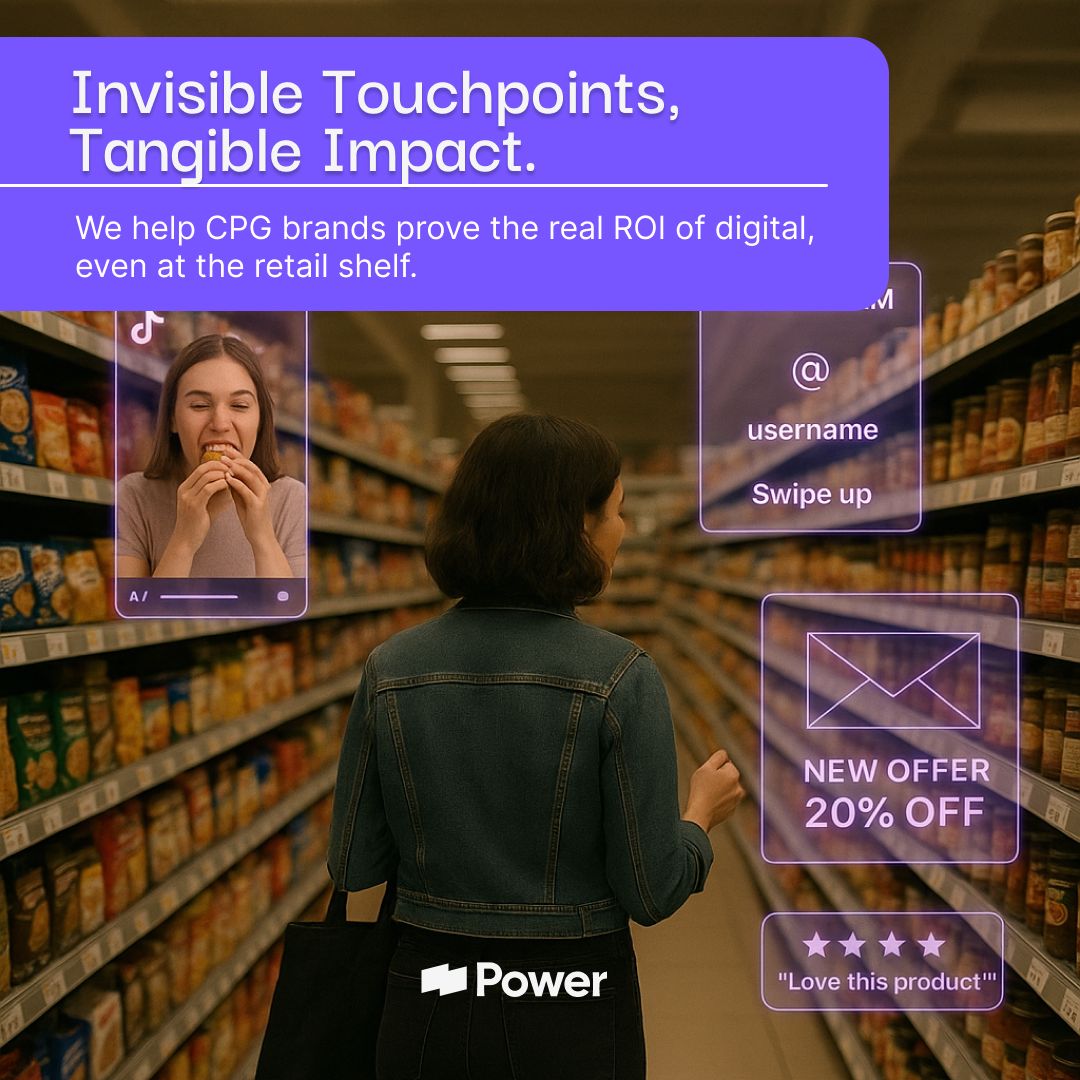 Invisible Touchpoints,
Tangible Impact.
We help CPG brands prove the real ROI of digital,
even at the retail shelf.
@
username
Swipe up
NEW OFFER
20% OFF
"Love this product'"
Power